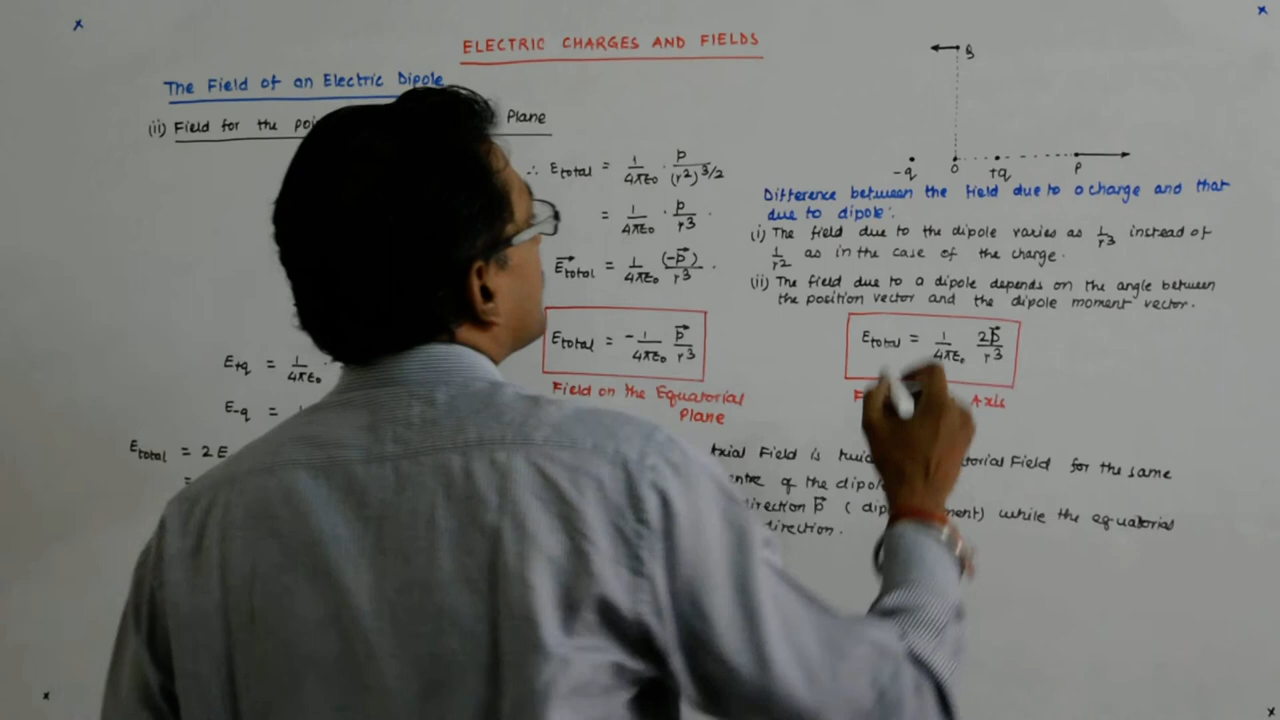 ELECTRIC CHARGES AND FIELDS
The Field of an Electric Dipole
(ii) Field for the Plane
∴ Etotal = 1/4πε0 · p/(r2)3/2
= 1/4πε0 · p/r3 .
E⃗total = 1/4πε0 (-p⃗)/r3 .
Etotal = - 1/4πε0 p⃗/r3
Field on the Equatorial
Plane
E+q = 1/4πε0 .
E-q =
Etotal = 2E
=
B
-q O +q P
Difference between the field due to a charge and that
due to dipole:
(i) The field due to the dipole varies as 1/r3 instead of
1/r2 as in the case of the charge.
(ii) The field due to a dipole depends on the angle between
the position vector and the dipole moment vector.
Etotal = 1/4πε0 2p⃗/r3
Axis
Axial Field is Field for the same
of the
p⃗ ( while the equatorial
direction.